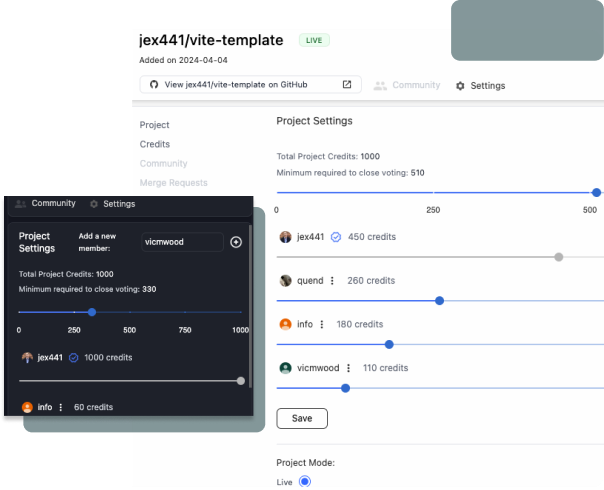 jex441/vite-template LIVE
Added on 2024-04-04
View jex441/vite-template on GitHub
Community
Settings
Project
Credits
Community
Merge Requests
Project Settings
Total Project Credits: 1000
Minimum required to close voting: 510
0 250 500
jex441 450 credits
quend 260 credits
info 180 credits
vicmwood 110 credits
Save
Project Mode:
Live
Community Settings
Project Settings
Add a new member:
vicmwood
Total Project Credits: 1000
Minimum required to close voting: 330
0 250 500 750 1000
jex441 1000 credits
info 60 credits